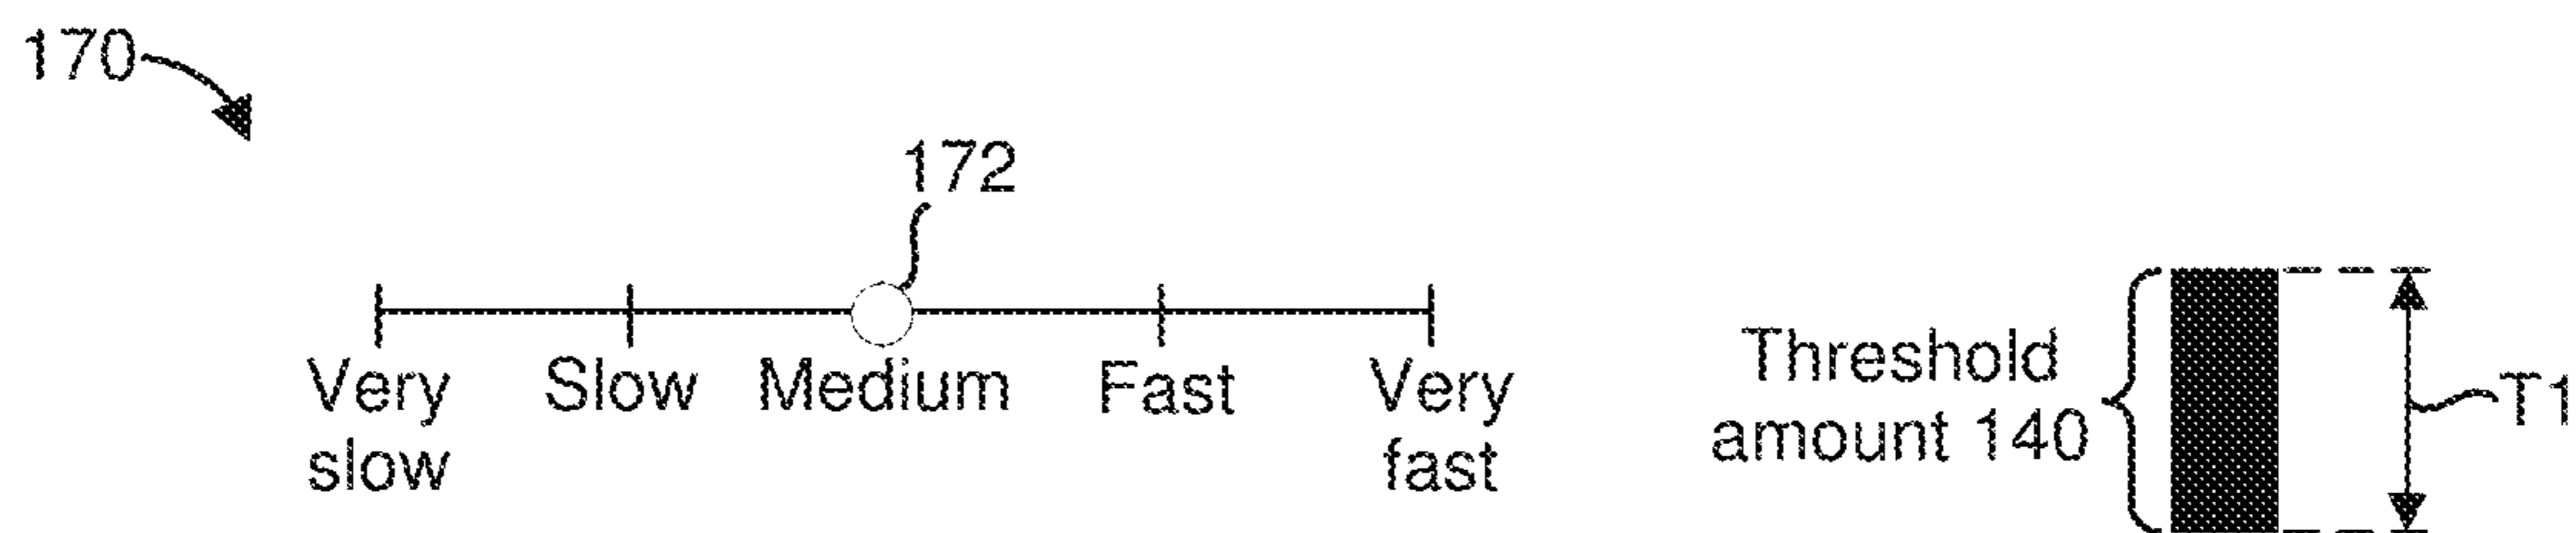 170
172
Very slow
Slow
Medium
Fast
Very fast
Threshold
amount 140
T1